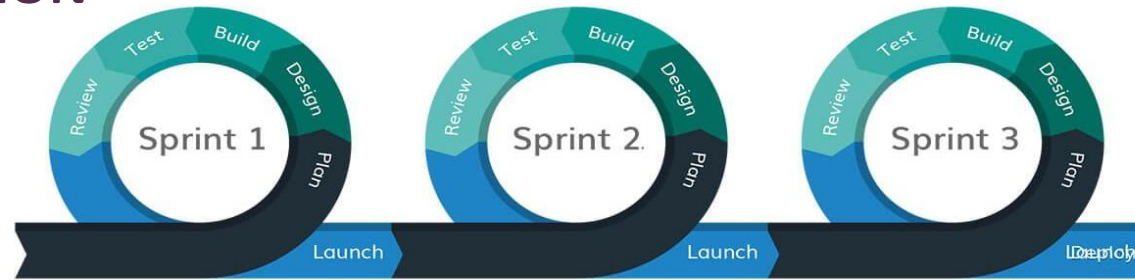 Test
Build
Design
Review
Plan
Sprint 1
Launch
Test
Build
Design
Review
Plan
Sprint 2.
Launch
Test
Build
Design
Review
Plan
Sprint 3